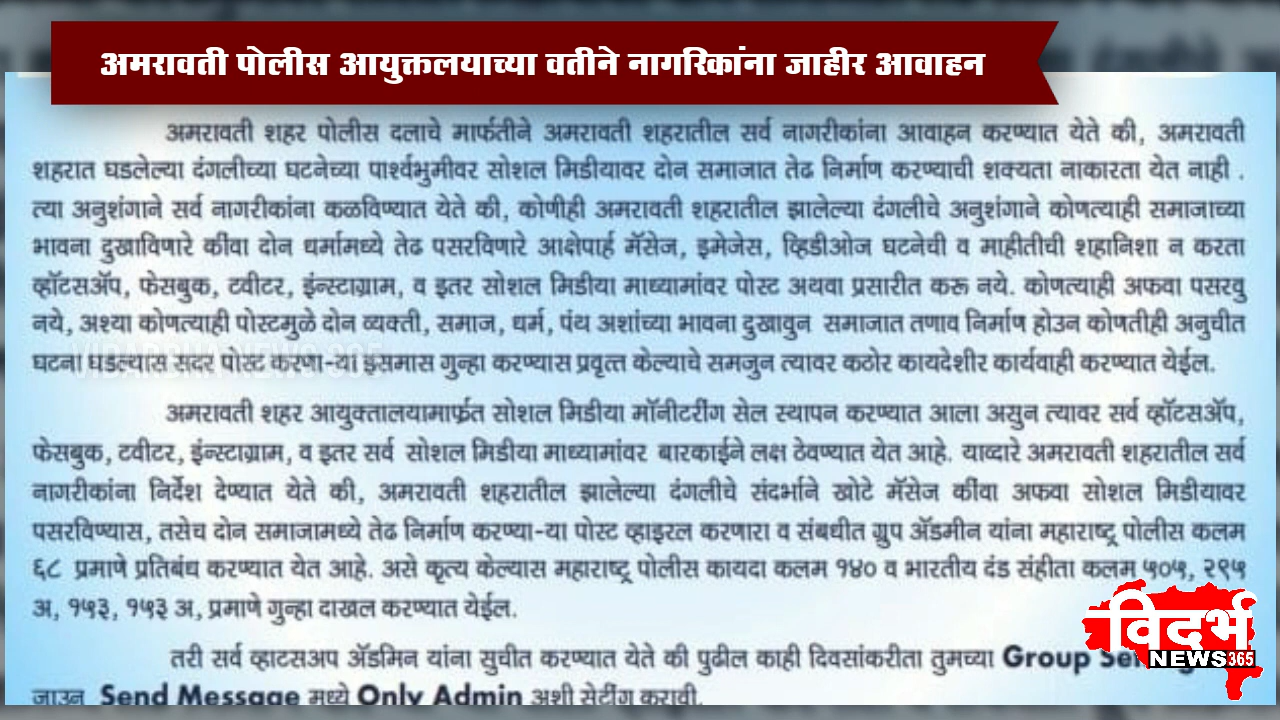 अमरावती पोलीस आयुक्तलयाच्या वतीने नागरिकांना जाहीर आवाहन
अमरावती शहर पोलीस दलाचे मार्फतीने अमरावती शहरातील सर्व नागरीकांना आवाहन करण्यात येते की, अमरावती
शहरात घडलेल्या दंगलीच्या घटनेच्या पार्श्वभुमीवर सोशल मिडीयावर दोन समाजात तेढ निर्माण करण्याची शक्यता नाकारता येत नाही .
त्या अनुशंगाने सर्व नागरीकांना कळविण्यात येते की, कोणीही अमरावती शहरातील झालेल्या दंगलीचे अनुशंगाने कोणत्याही समाजाच्या
भावना दुखाविणारे कींवा दोन धर्मामध्ये तेढ पसरविणारे आक्षेपार्ह मॅसेज, इमेजेस, व्हिडीओज घटनेची व माहीतीची शहानिशा न करता
व्हॉटसॲप, फेसबुक, टवीटर, इंन्स्टाग्राम, व इतर सोशल मिडीया माध्यामांवर पोस्ट अथवा प्रसारीत करू नये. कोणत्याही अफवा पसरवु
नये, अश्या कोणत्याही पोस्टमुळे दोन व्यक्ती, समाज, धर्म, पंथ अशांच्या भावना दुखावुन समाजात तणाव निर्माण होउन कोणतीही अनुचीत
घटना घडल्यास सदर पोस्ट करणा-या इसमास गुन्हा करण्यास प्रवृत्त केल्याचे समजुन त्यावर कठोर कायदेशीर कार्यवाही करण्यात येईल.
VIDARBHA NEWS 365
अमरावती शहर आयुक्तालयामार्फ्रत सोशल मिडीया मॉनीटरींग सेल स्थापन करण्यात आला असुन त्यावर सर्व व्हॉटसॲप,
फेसबुक, टवीटर, इंन्स्टाग्राम, व इतर सर्व सोशल मिडीया माध्यामांवर बारकाईने लक्ष ठेवण्यात येत आहे. याव्दारे अमरावती शहरातील सर्व
नागरीकांना निर्देश देण्यात येते की, अमरावती शहरातील झालेल्या दंगलीचे संदर्भाने खोटे मॅसेज कींवा अफवा सोशल मिडीयावर
पसरविण्यास, तसेच दोन समाजामध्ये तेढ निर्माण करण्या-या पोस्ट व्हाइरल करणारा व संबधीत ग्रुप ॲडमीन यांना महाराष्ट्र पोलीस कलम
६८ प्रमाणे प्रतिबंध करण्यात येत आहे. असे कृत्य केल्यास महाराष्ट्र पोलीस कायदा कलम १४० व भारतीय दंड संहीता कलम ५०५, २९५
अ, १५३, १५३ अ, प्रमाणे गुन्हा दाखल करण्यात येईल.
तरी सर्व व्हाटसअप ॲडमिन यांना सुचीत करण्यात येते की पुढील काही दिवसांकरीता तुमच्या Group
जाउन Send Message मध्ये Only Admin अशी सेटींग करावी.
विदर्भ
NEWS 365